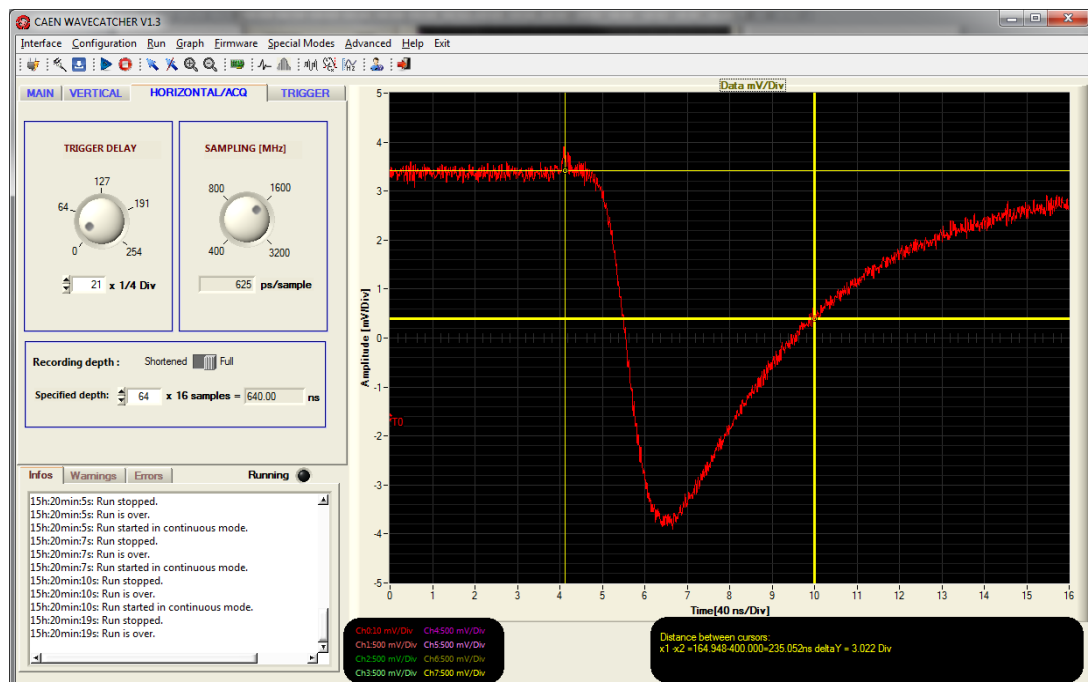 CAEN WAVECATCHER V1.3
Interface Configuration Run Graph Firmware Special Modes Advanced Help Exit
MAIN VERTICAL HORIZONTAL/ACQ TRIGGER
TRIGGER DELAY
127
64
191
0
254
21 x 1/4 Div
SAMPLING [MHz]
800
1600
400
3200
625 ps/sample
Recording depth : Shortened Full
Specified depth: 64 x 16 samples = 640.00 ns
Infos Warnings Errors Running
15h:20min:5s: Run stopped.
15h:20min:5s: Run is over.
15h:20min:5s: Run started in continuous mode.
15h:20min:7s: Run stopped.
15h:20min:7s: Run is over.
15h:20min:7s: Run started in continuous mode.
15h:20min:10s: Run stopped.
15h:20min:10s: Run is over.
15h:20min:10s: Run started in continuous mode.
15h:20min:19s: Run stopped.
15h:20min:19s: Run is over.
Data mV/Div
Amplitude [mV/Div]
5
4
3
2
1
0
-1
-2
-3
-4
-5
T0
0 1 2 3 4 5 6 7 8 9 10 11 12 13 14 15 16
Time[40 ns/Div]
Ch0:10 mV/Div Ch4:500 mV/Div
Ch1:500 mV/Div Ch5:500 mV/Div
Ch2:500 mV/Div Ch6:500 mV/Div
Ch3:500 mV/Div Ch7:500 mV/Div
Distance between cursors:
x1 -x2 =164.948-400.000=235.052ns deltaY = 3.022 Div